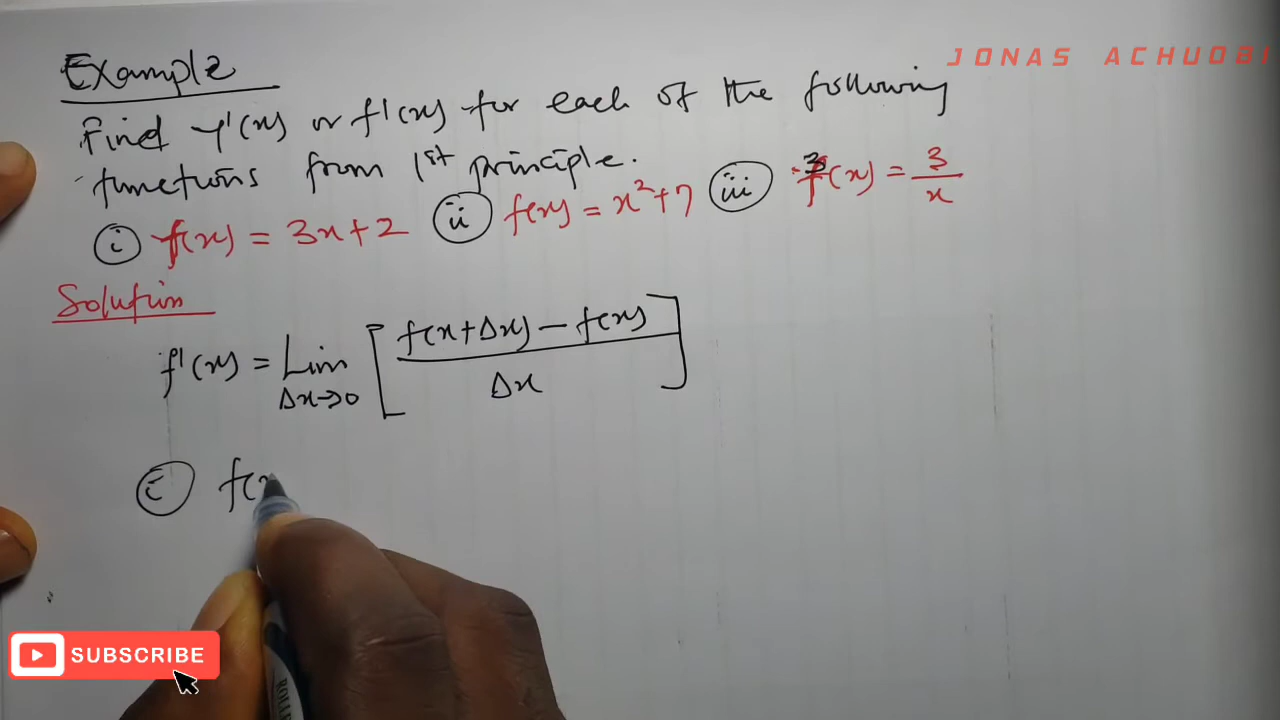 JONAS ACHUOBI
Example
Find y'(x) or f'(x) for each of the following
functions from 1st principle.
(i) f(x) = 3x+2 (ii) f(x) = x²+7 (iii) f(x) = 3/x
Solution
f'(x) = Lim Δx→0 [ f(x+Δx) − f(x) / Δx ]
(i) f(x
SUBSCRIBE